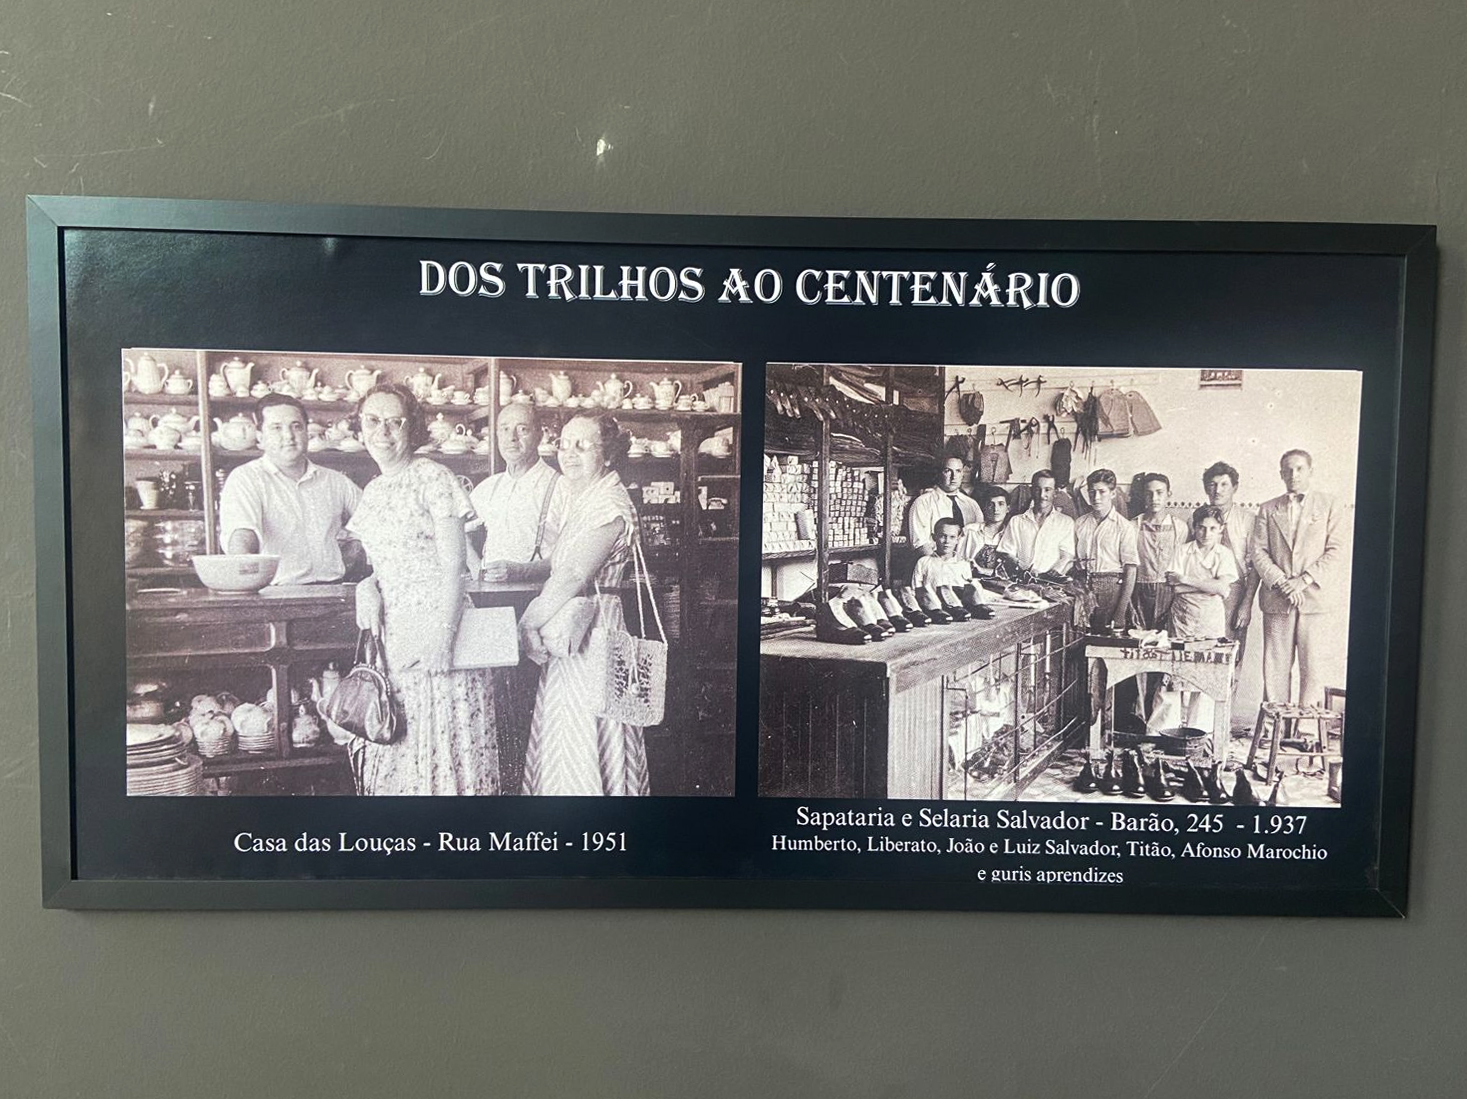 DOS TRILHOS AO CENTENÁRIO
Casa das Louças - Rua Maffei - 1951
Sapataria e Selaria Salvador - Barão, 245 - 1.937
Humberto, Liberato, João e Luiz Salvador, Titão, Afonso Marochio
e guris aprendizes